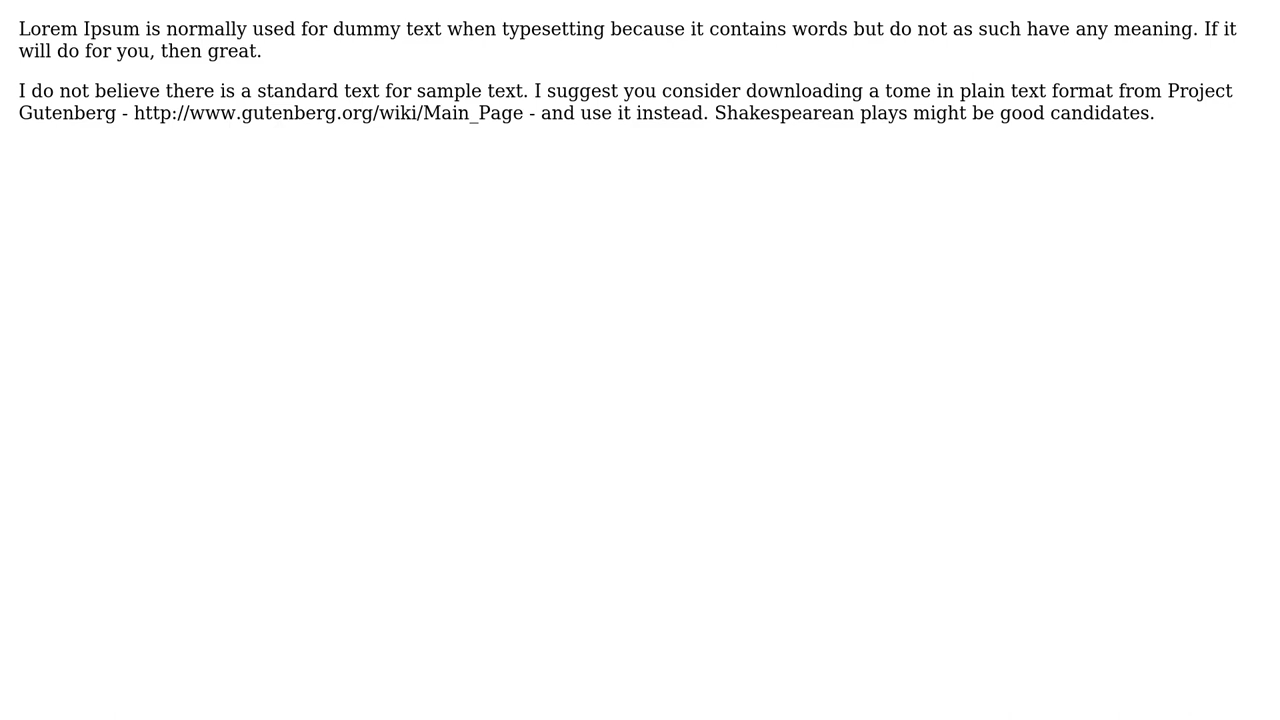 Lorem Ipsum is normally used for dummy text when typesetting because it contains words but do not as such have any meaning. If it
will do for you, then great.
I do not believe there is a standard text for sample text. I suggest you consider downloading a tome in plain text format from Project
Gutenberg - http://www.gutenberg.org/wiki/Main_Page - and use it instead. Shakespearean plays might be good candidates.